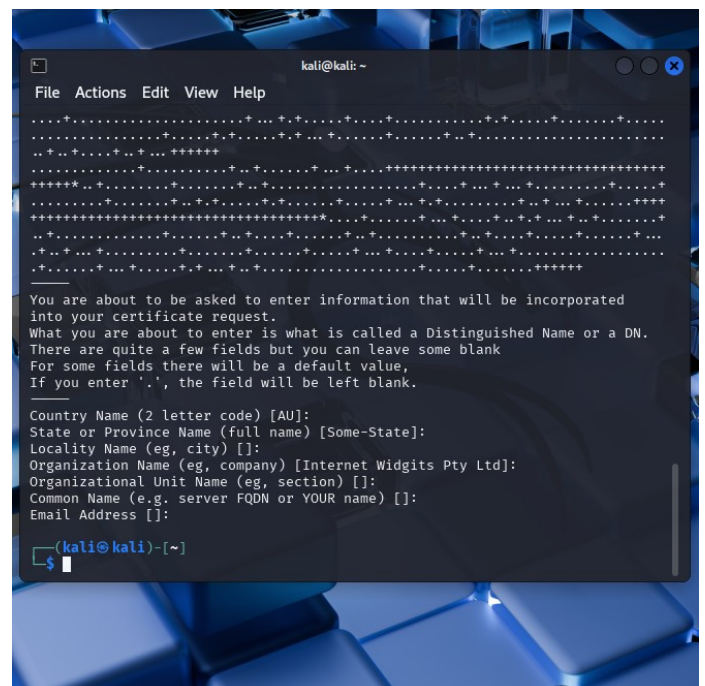 kali@kali: ~
File Actions Edit View Help
You are about to be asked to enter information that will be incorporated
into your certificate request.
What you are about to enter is what is called a Distinguished Name or a DN.
There are quite a few fields but you can leave some blank
For some fields there will be a default value,
If you enter '.', the field will be left blank.
-----
Country Name (2 letter code) [AU]:
State or Province Name (full name) [Some-State]:
Locality Name (eg, city) []:
Organization Name (eg, company) [Internet Widgits Pty Ltd]:
Organizational Unit Name (eg, section) []:
Common Name (e.g. server FQDN or YOUR name) []:
Email Address []:
┌──(kali㉿kali)-[~]
└─$